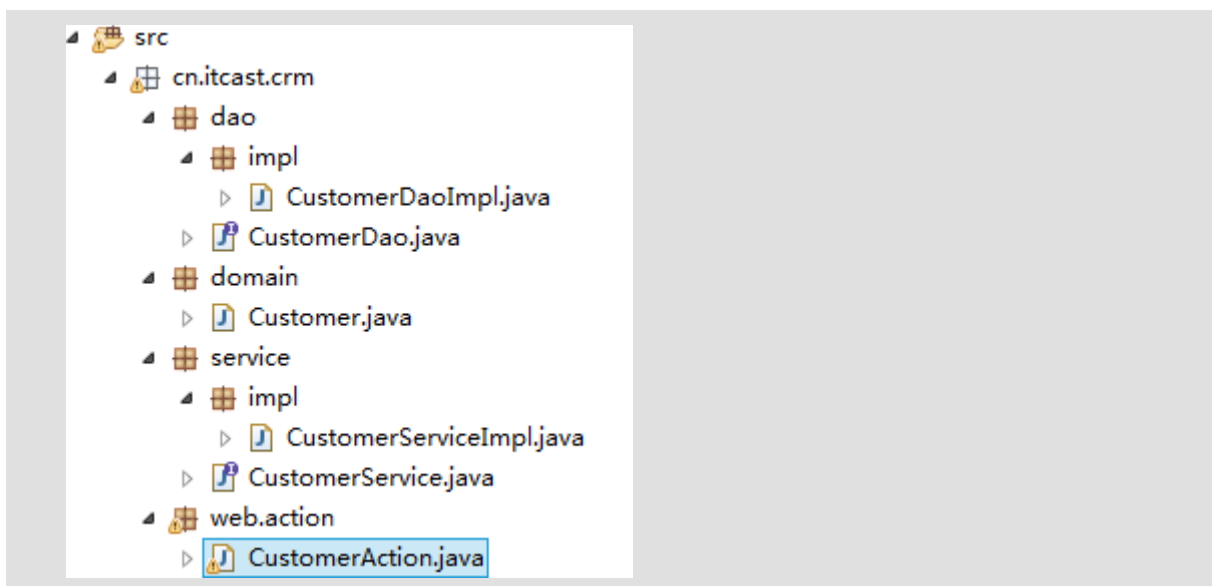 src
cn.itcast.crm
dao
impl
CustomerDaoImpl.java
CustomerDao.java
domain
Customer.java
service
impl
CustomerServiceImpl.java
CustomerService.java
web.action
CustomerAction.java